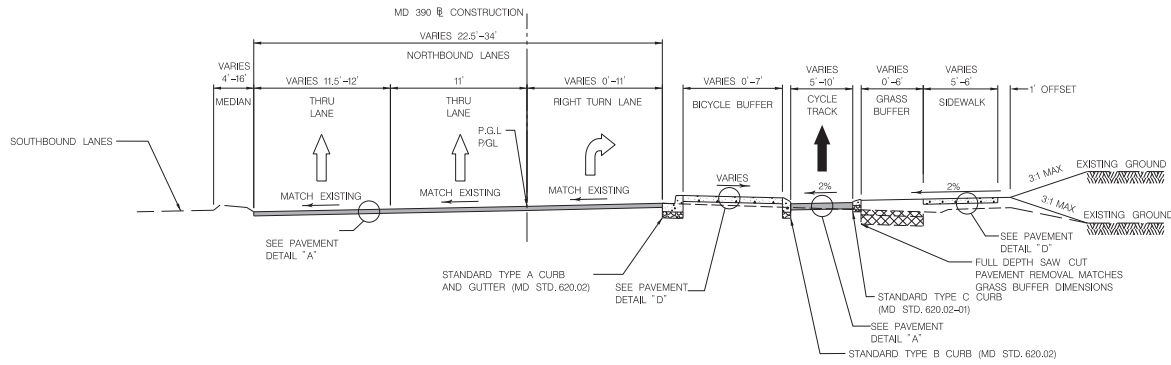 MD 390 BL CONSTRUCTION
VARIES 22.5'-34'
NORTHBOUND LANES
VARIES
4'-16'
MEDIAN
VARIES 11.5'-12'
THRU
LANE
11'
THRU
LANE
VARIES 0'-11'
RIGHT TURN LANE
VARIES 0'-7'
BICYCLE BUFFER
VARIES
5'-10'
CYCLE
TRACK
VARIES
0'-6'
GRASS
BUFFER
VARIES
5'-6'
SIDEWALK
1' OFFSET
SOUTHBOUND LANES
P.G.L
P/GL
MATCH EXISTING
MATCH EXISTING
MATCH EXISTING
VARIES
2%
2%
3:1 MAX
EXISTING GROUND
3:1 MAX
EXISTING GROUND
SEE PAVEMENT
DETAIL "A"
STANDARD TYPE A CURB
AND GUTTER (MD STD. 620.02)
SEE PAVEMENT
DETAIL "D"
SEE PAVEMENT
DETAIL "D"
FULL DEPTH SAW CUT
PAVEMENT REMOVAL MATCHES
GRASS BUFFER DIMENSIONS
STANDARD TYPE C CURB
(MD STD. 620.02-01)
SEE PAVEMENT
DETAIL "A"
STANDARD TYPE B CURB (MD STD. 620.02)